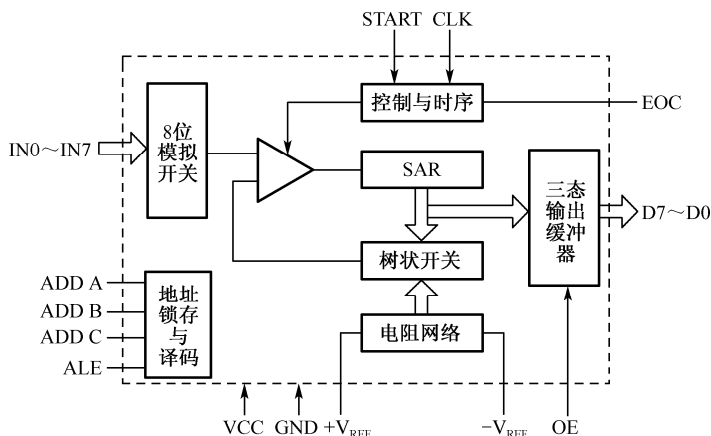 START CLK
控制与时序
EOC
IN0～IN7
8位
模拟
开关
SAR
三态
输出
缓冲
器
D7～D0
树状开关
ADD A
ADD B
ADD C
ALE
地址
锁存
与
译码
电阻网络
VCC GND +VREF −VREF OE